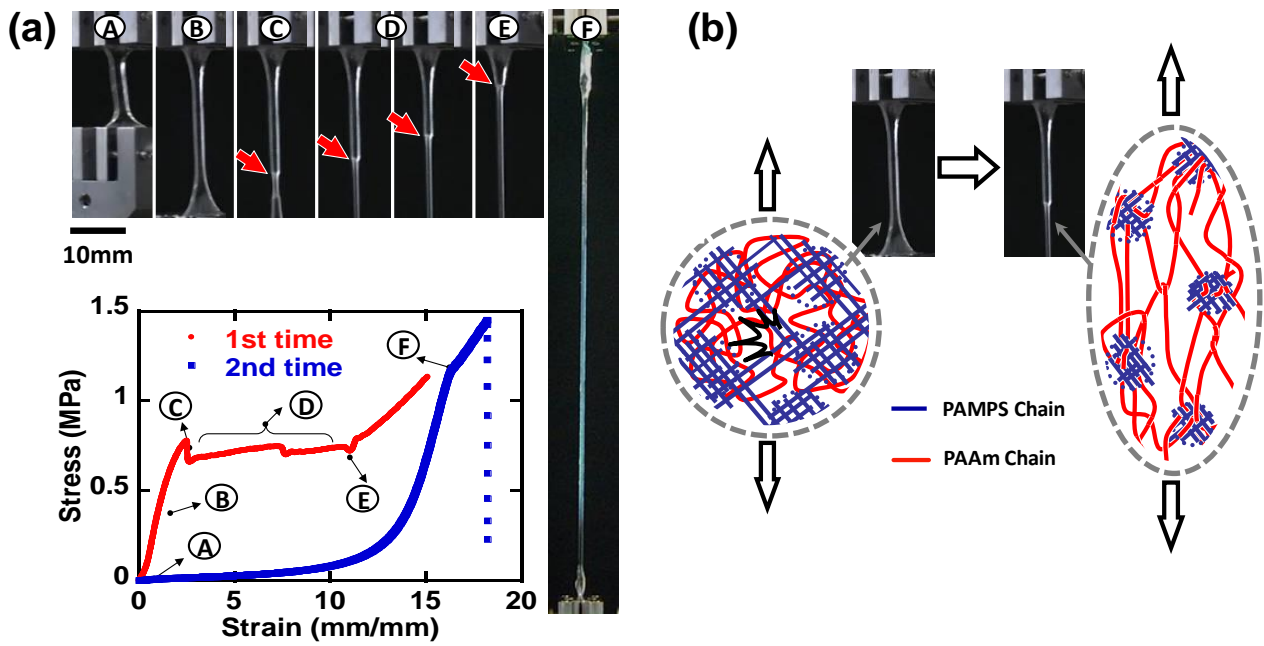 (a)
A B C D E F
10mm
1.5
1
0.5
0
Stress (MPa)
1st time
2nd time
F
C
D
B
E
A
0 5 10 15 20
Strain (mm/mm)
(b)
PAMPS Chain
PAAm Chain